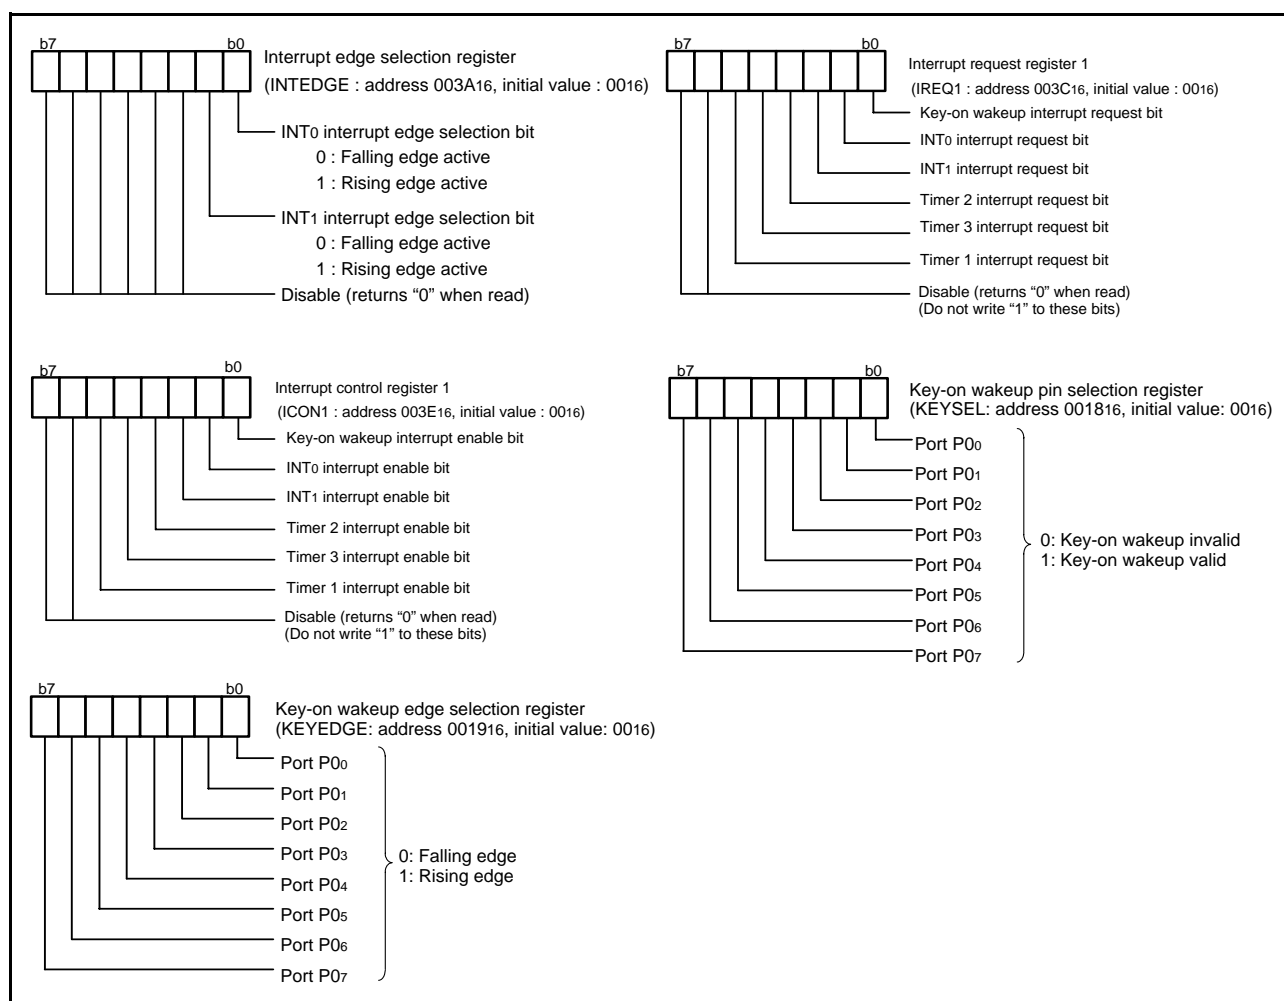 b7 b0
Interrupt edge selection register
(INTEDGE : address 003A16, initial value : 0016)
INT0 interrupt edge selection bit
0 : Falling edge active
1 : Rising edge active
INT1 interrupt edge selection bit
0 : Falling edge active
1 : Rising edge active
Disable (returns “0” when read)
b7 b0
Interrupt request register 1
(IREQ1 : address 003C16, initial value : 0016)
Key-on wakeup interrupt request bit
INT0 interrupt request bit
INT1 interrupt request bit
Timer 2 interrupt request bit
Timer 3 interrupt request bit
Timer 1 interrupt request bit
Disable (returns “0” when read)
(Do not write “1” to these bits)
b7 b0
Interrupt control register 1
(ICON1 : address 003E16, initial value : 0016)
Key-on wakeup interrupt enable bit
INT0 interrupt enable bit
INT1 interrupt enable bit
Timer 2 interrupt enable bit
Timer 3 interrupt enable bit
Timer 1 interrupt enable bit
Disable (returns “0” when read)
(Do not write “1” to these bits)
b7 b0
Key-on wakeup pin selection register
(KEYSEL: address 001816, initial value: 0016)
Port P00
Port P01
Port P02
Port P03
Port P04
Port P05
Port P06
Port P07
0: Key-on wakeup invalid
1: Key-on wakeup valid
b7 b0
Key-on wakeup edge selection register
(KEYEDGE: address 001916, initial value: 0016)
Port P00
Port P01
Port P02
Port P03
Port P04
Port P05
Port P06
Port P07
0: Falling edge
1: Rising edge